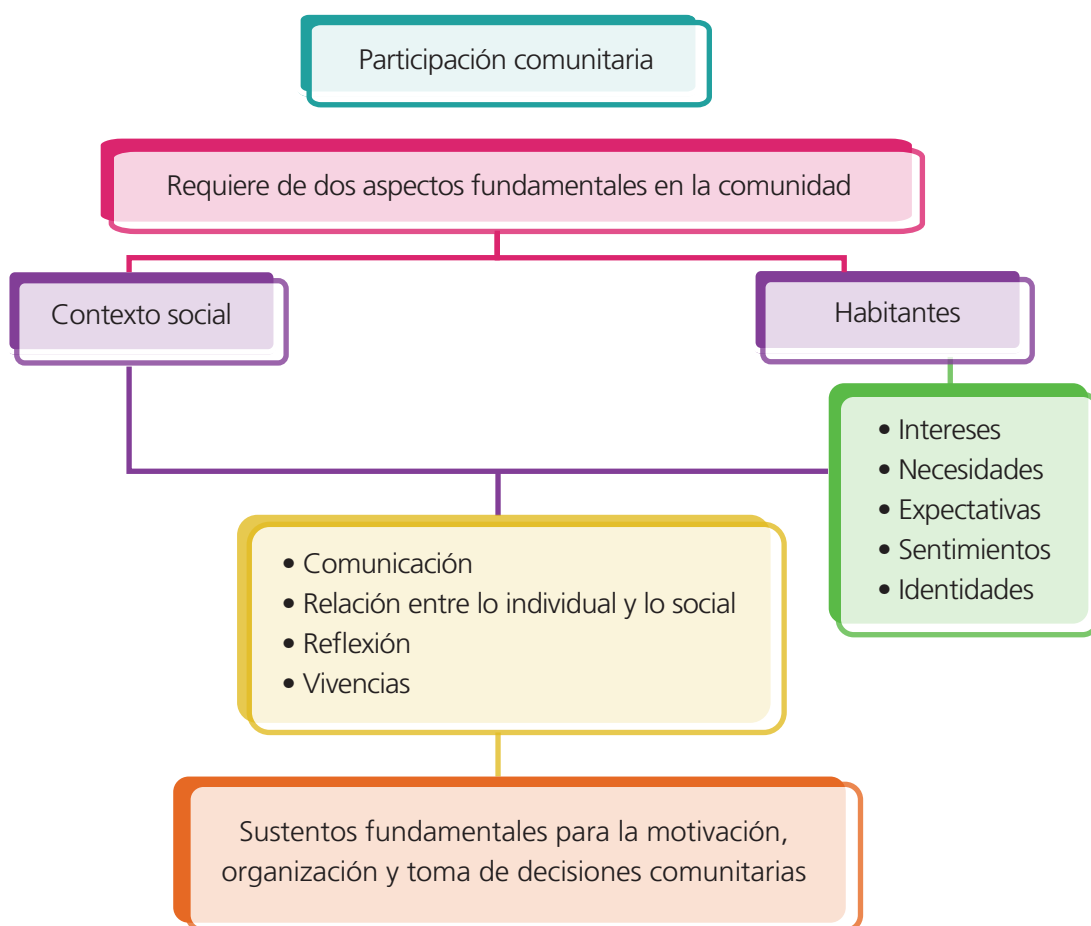 Participación comunitaria
Requiere de dos aspectos fundamentales en la comunidad
Contexto social
Habitantes
• Intereses
• Necesidades
• Expectativas
• Sentimientos
• Identidades
• Comunicación
• Relación entre lo individual y lo social
• Reflexión
• Vivencias
Sustentos fundamentales para la motivación,
organización y toma de decisiones comunitarias